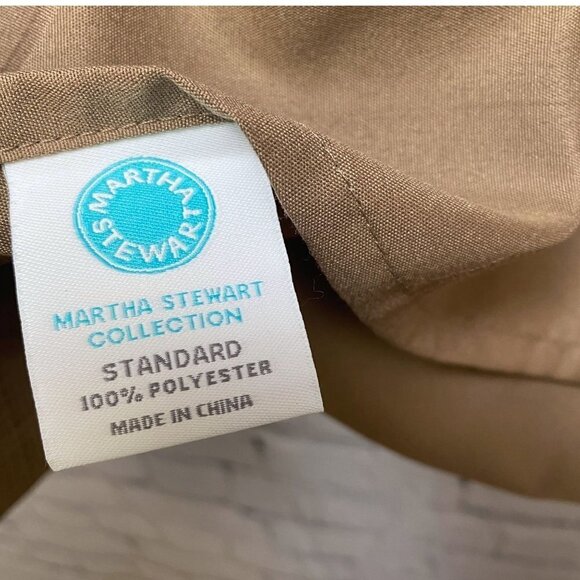 MARTHA
STEWART
MARTHA STEWART
COLLECTION
STANDARD
100% POLYESTER
MADE IN CHINA